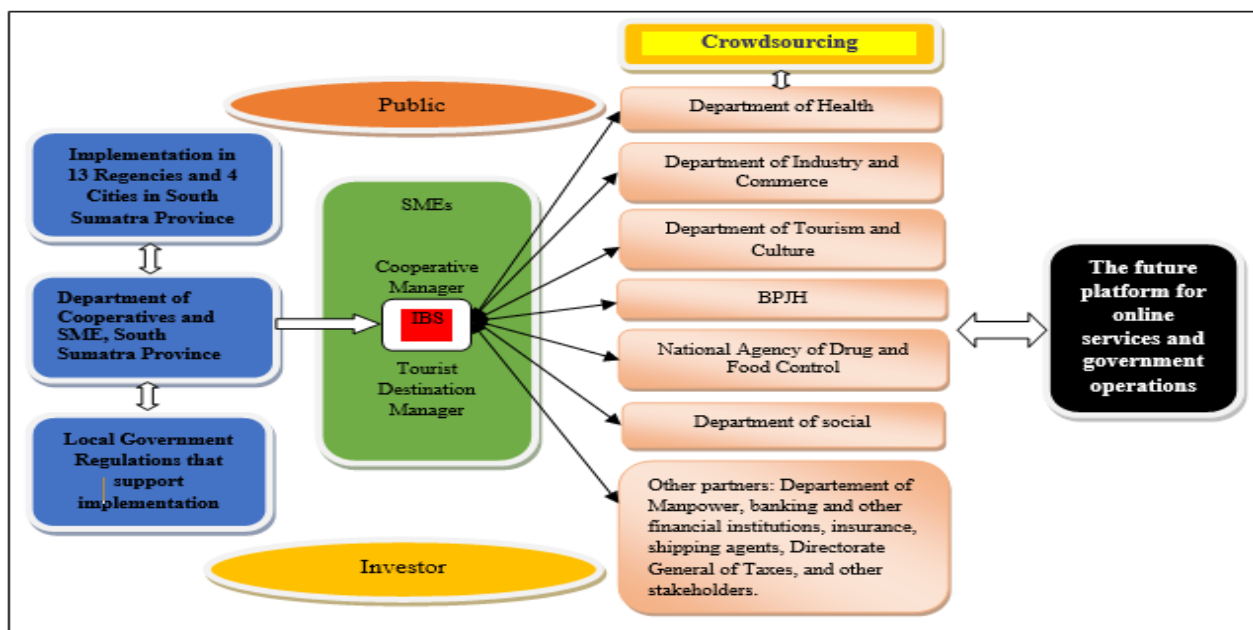 Crowdsourcing
Public
Department of Health
Implementation in
13 Regencies and 4
Cities in South
Sumatra Province
Department of Industry and
Commerce
SMEs
Department of Tourism and
Culture
Cooperative
Manager
IBS
Tourist
Destination
Manager
Department of
Cooperatives and
SME, South
Sumatra Province
BPJH
National Agency of Drug and
Food Control
The future
platform for
online
services and
government
operations
Department of social
Local Government
Regulations that
support
implementation
Other partners: Departement of
Manpower, banking and other
financial institutions, insurance,
shipping agents, Directorate
General of Taxes, and other
stakeholders.
Investor